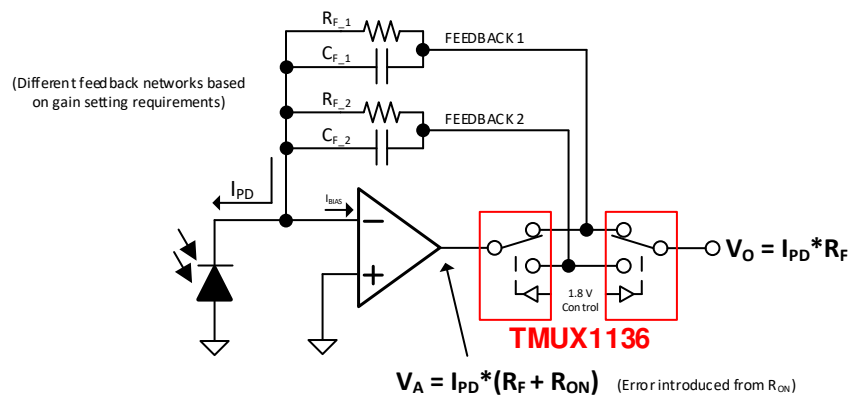 R_F_1
FEEDBACK 1
C_F_1
(Different feedback networks based
on gain setting requirements)
R_F_2
FEEDBACK 2
C_F_2
I_PD
I_BIAS
−
+
V_O = I_PD*R_F
1.8 V
Control
TMUX1136
V_A = I_PD*(R_F + R_ON) (Error introduced from R_ON)